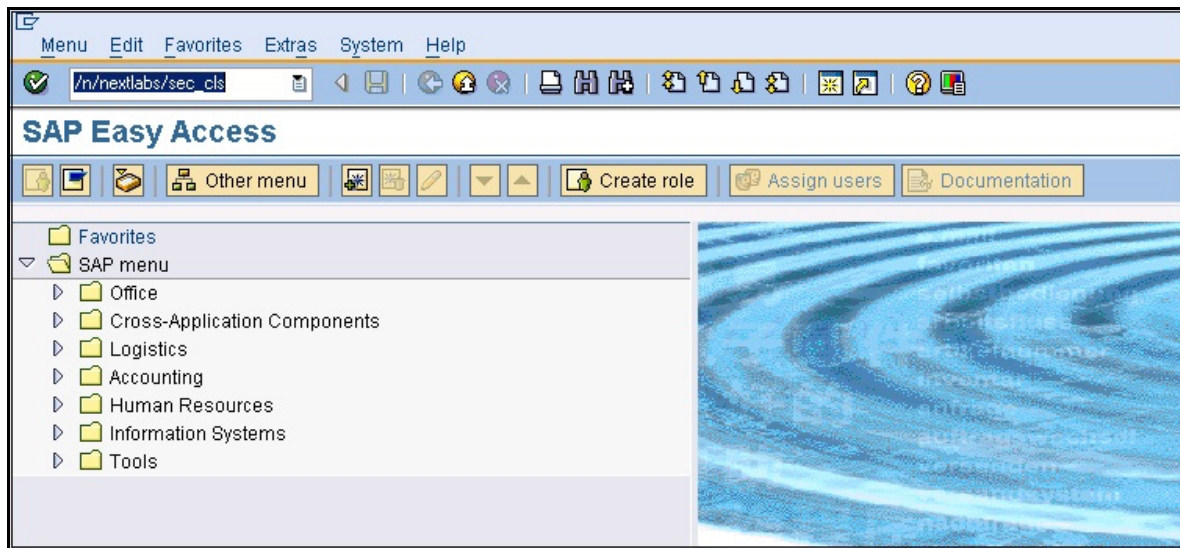 Menu Edit Favorites Extras System Help
/n/nextlabs/sec_cls
SAP Easy Access
Other menu Create role Assign users Documentation
Favorites
SAP menu
Office
Cross-Application Components
Logistics
Accounting
Human Resources
Information Systems
Tools